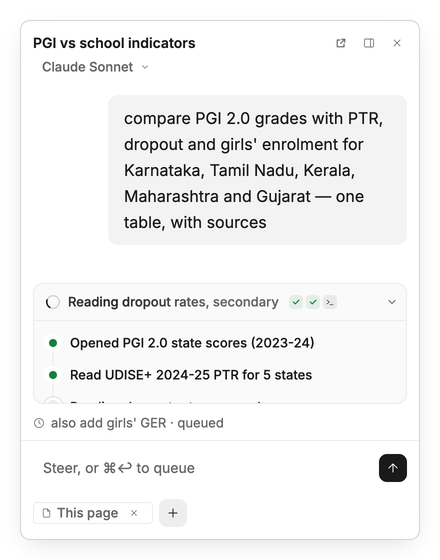 PGI vs school indicators
Claude Sonnet
compare PGI 2.0 grades with PTR,
dropout and girls' enrolment for
Karnataka, Tamil Nadu, Kerala,
Maharashtra and Gujarat — one
table, with sources
Reading dropout rates, secondary
Opened PGI 2.0 state scores (2023-24)
Read UDISE+ 2024-25 PTR for 5 states
also add girls' GER · queued
Steer, or ⌘↩ to queue
This page